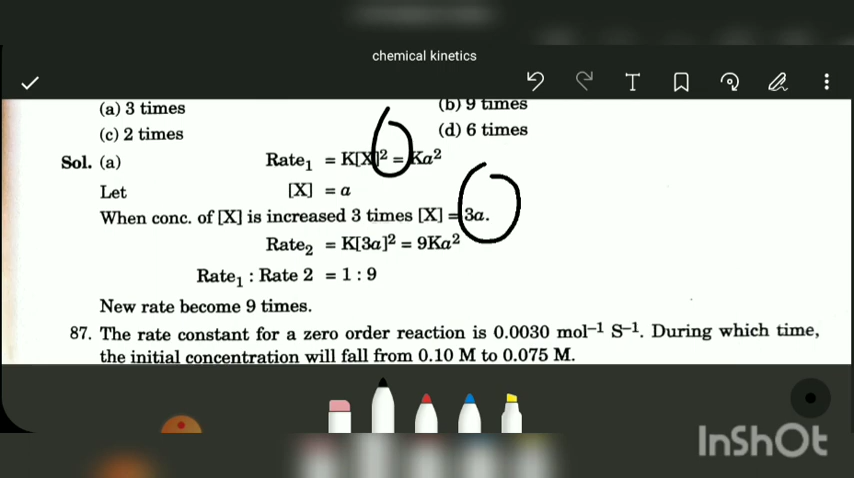 chemical kinetics
(a) 3 times (b) 9 times
(c) 2 times (d) 6 times
Sol. (a) Rate₁ = K[X]² = Ka²
Let [X] = a
When conc. of [X] is increased 3 times [X] = 3a.
Rate₂ = K[3a]² = 9Ka²
Rate₁ : Rate 2 = 1 : 9
New rate become 9 times.
87. The rate constant for a zero order reaction is 0.0030 mol⁻¹ S⁻¹. During which time,
the initial concentration will fall from 0.10 M to 0.075 M.
InShOt